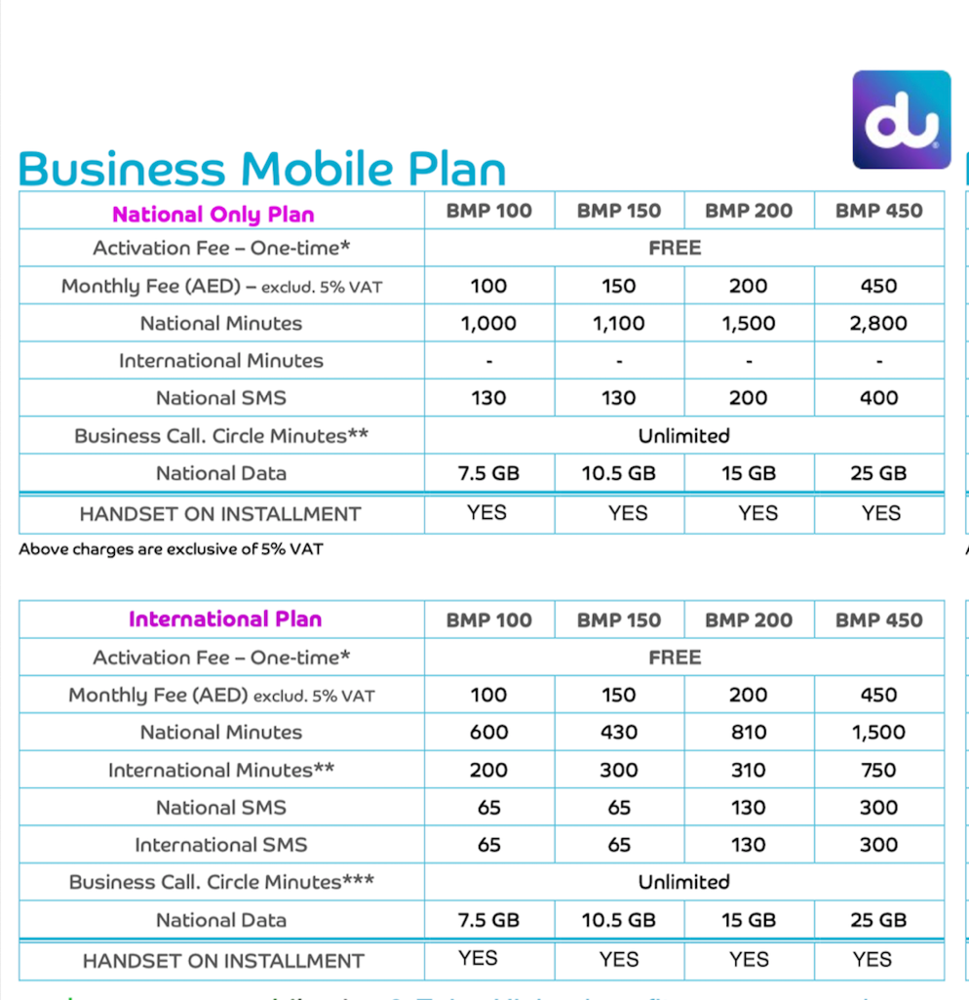 du
Business Mobile Plan
National Only Plan BMP 100 BMP 150 BMP 200 BMP 450
Activation Fee – One-time* FREE
Monthly Fee (AED) – exclud. 5% VAT 100 150 200 450
National Minutes 1,000 1,100 1,500 2,800
International Minutes - - - -
National SMS 130 130 200 400
Business Call. Circle Minutes** Unlimited
National Data 7.5 GB 10.5 GB 15 GB 25 GB
HANDSET ON INSTALLMENT YES YES YES YES
Above charges are exclusive of 5% VAT
International Plan BMP 100 BMP 150 BMP 200 BMP 450
Activation Fee – One-time* FREE
Monthly Fee (AED) exclud. 5% VAT 100 150 200 450
National Minutes 600 430 810 1,500
International Minutes** 200 300 310 750
National SMS 65 65 130 300
International SMS 65 65 130 300
Business Call. Circle Minutes*** Unlimited
National Data 7.5 GB 10.5 GB 15 GB 25 GB
HANDSET ON INSTALLMENT YES YES YES YES